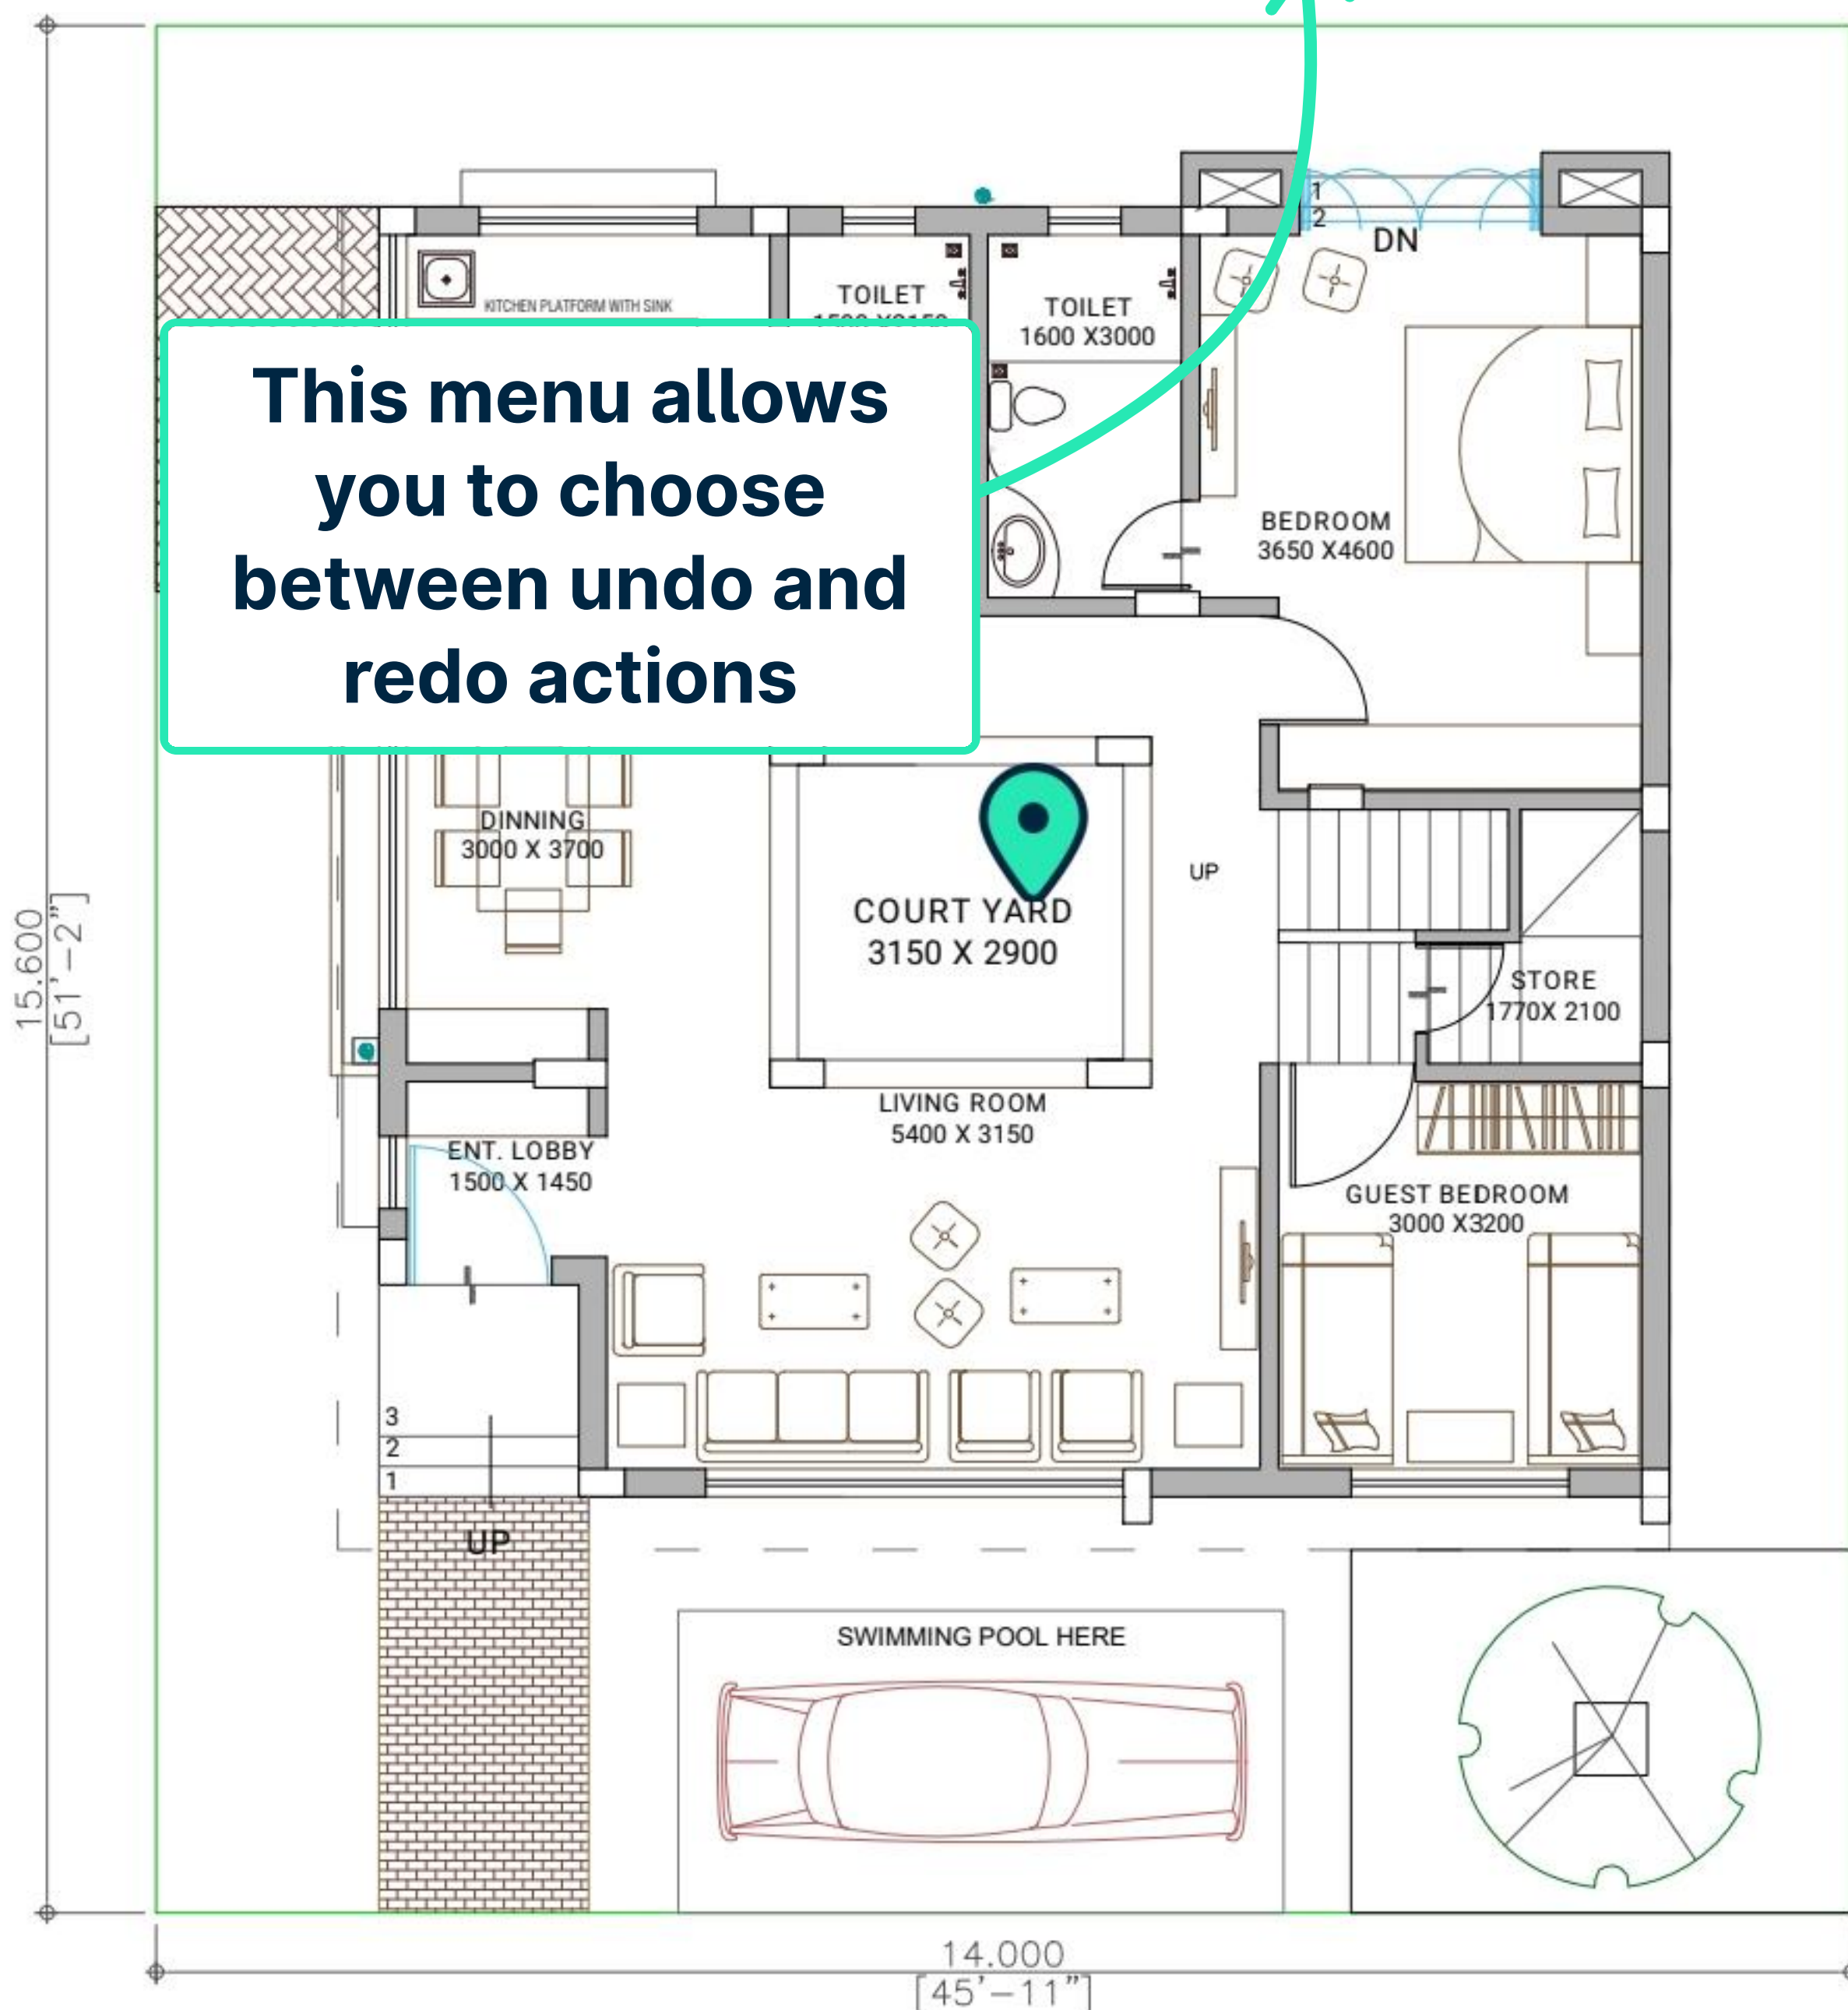 1
2
DN
KITCHEN PLATFORM WITH SINK
TOILET
TOILET
1600 X3000
This menu allows
you to choose
between undo and
redo actions
BEDROOM
3650 X4600
DINNING
3000 X 3700
UP
COURT YARD
3150 X 2900
15.600
[51'-2"]
STORE
1770X 2100
LIVING ROOM
5400 X 3150
ENT. LOBBY
1500 X 1450
GUEST BEDROOM
3000 X3200
3
2
1
UP
SWIMMING POOL HERE
14.000
[45'-11"]